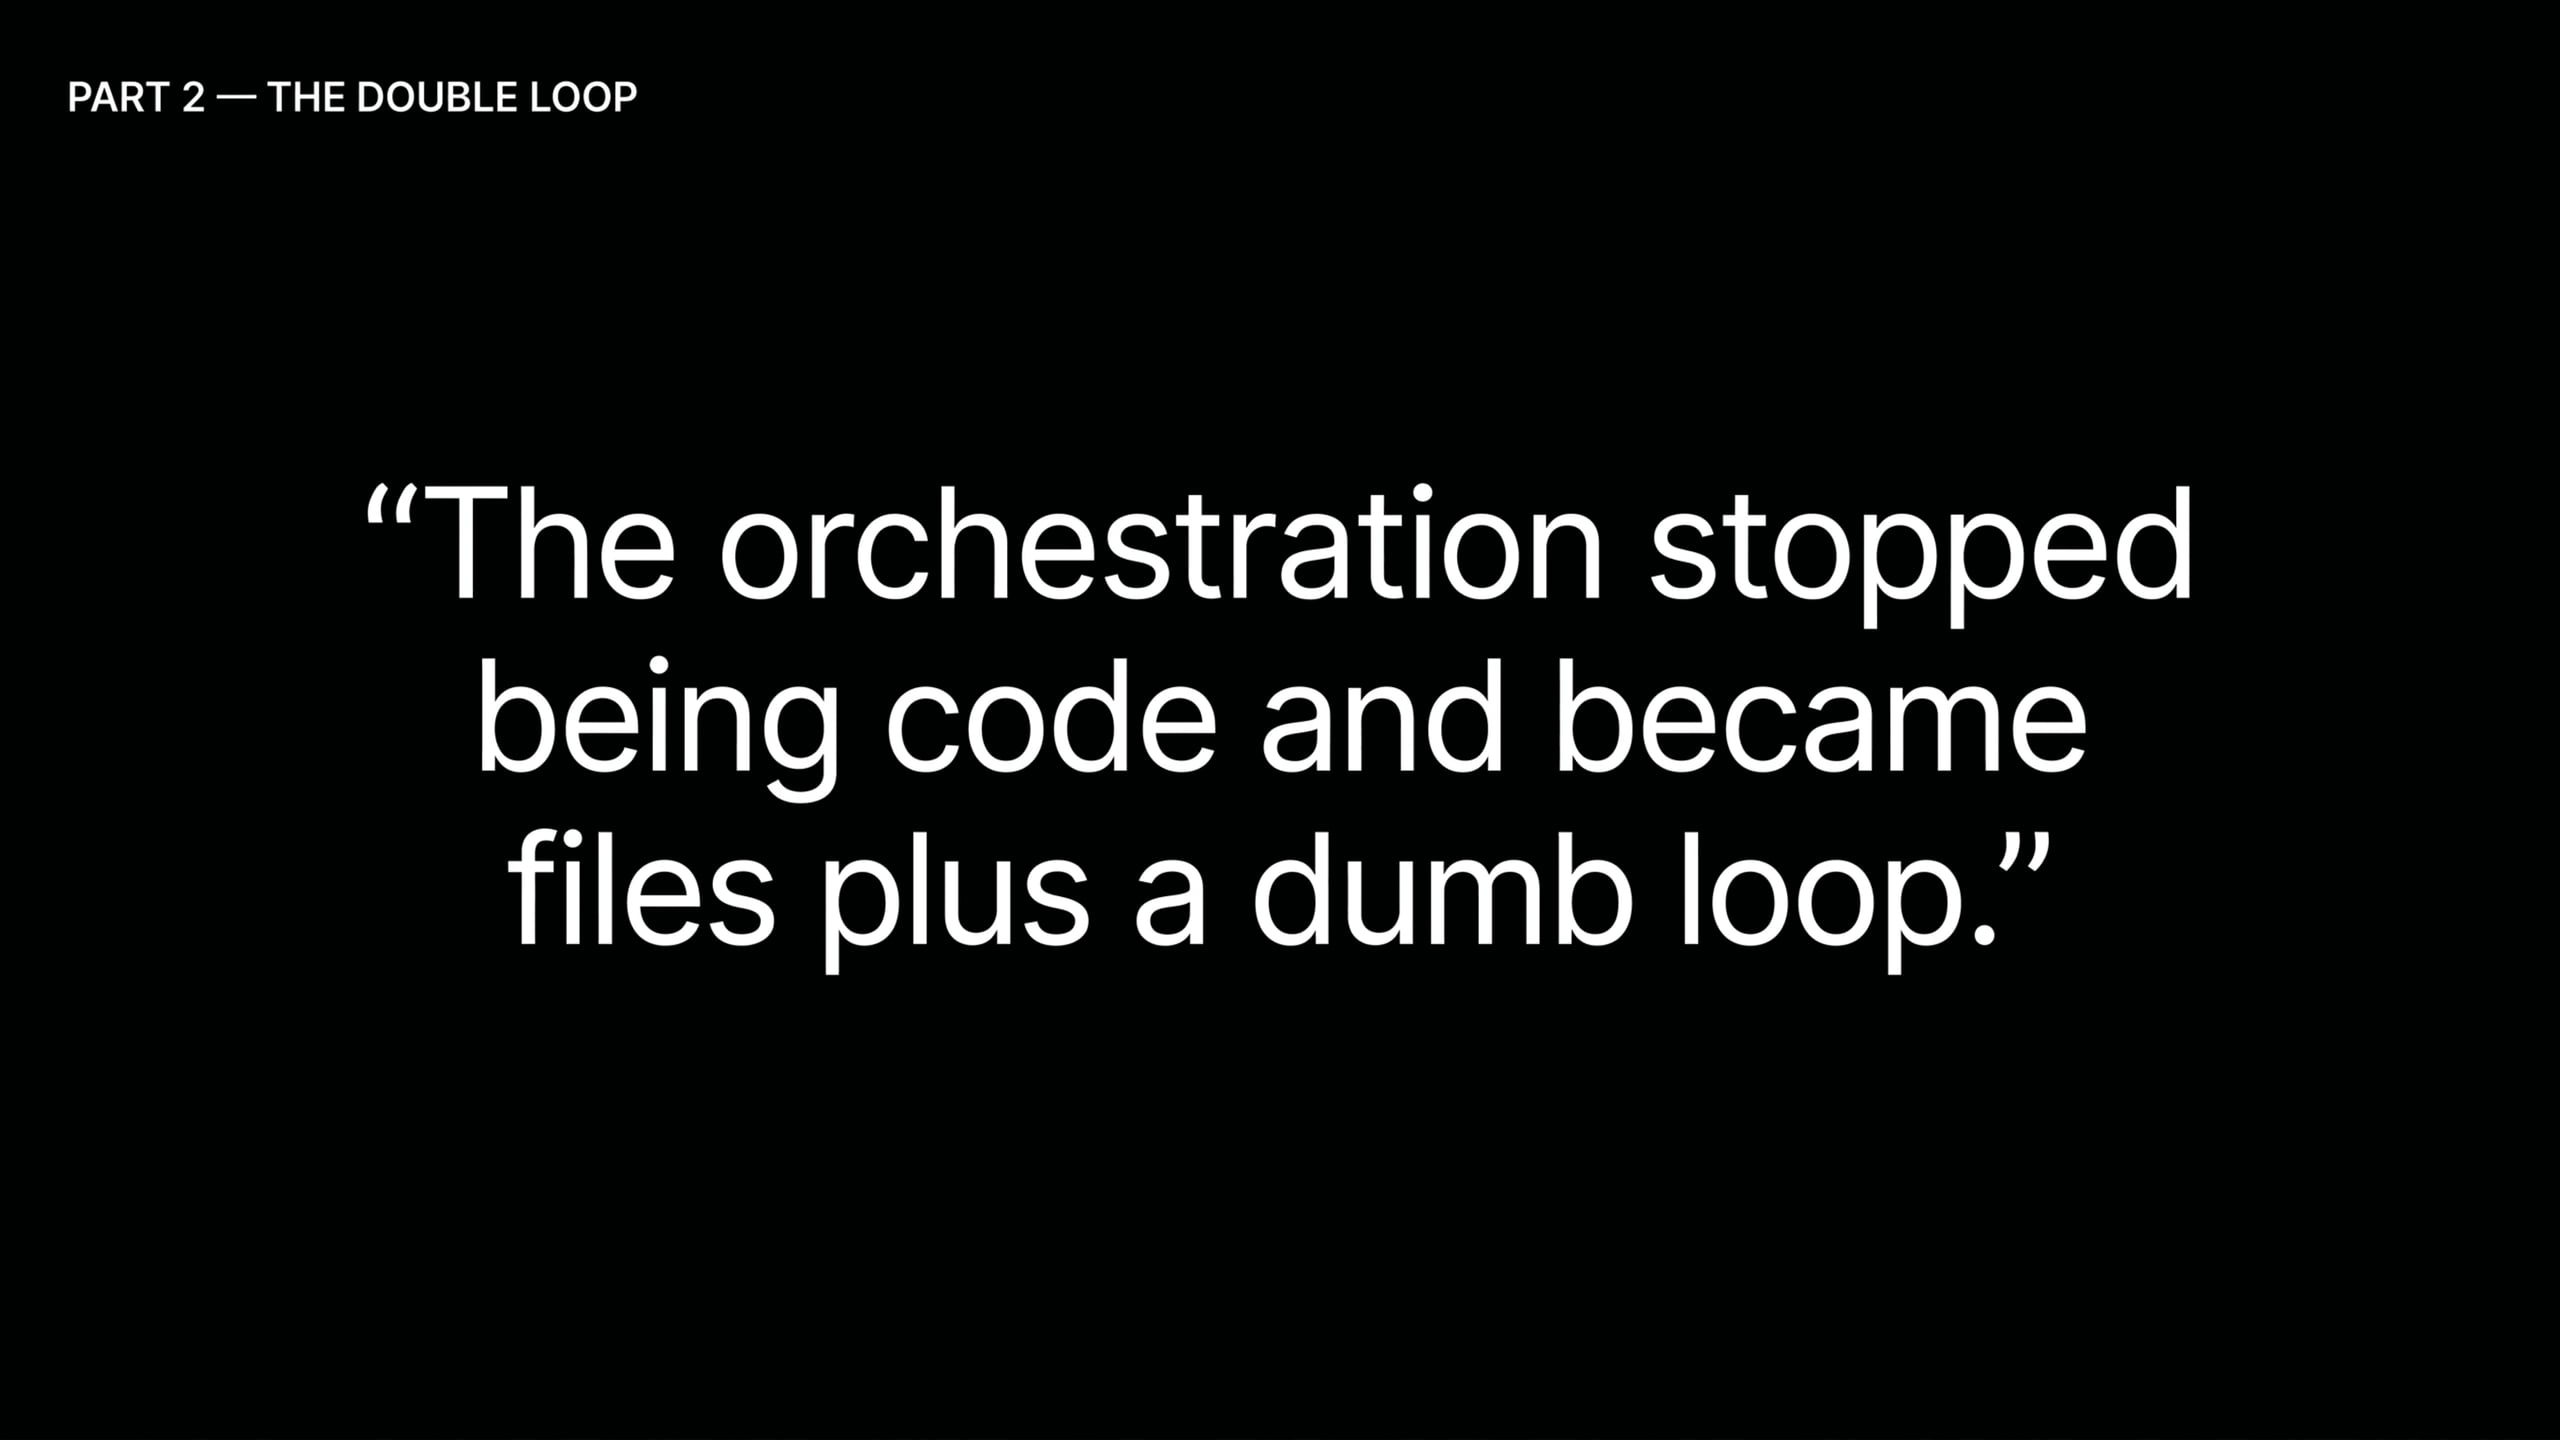 PART 2 — THE DOUBLE LOOP
“The orchestration stopped
being code and became
files plus a dumb loop.”